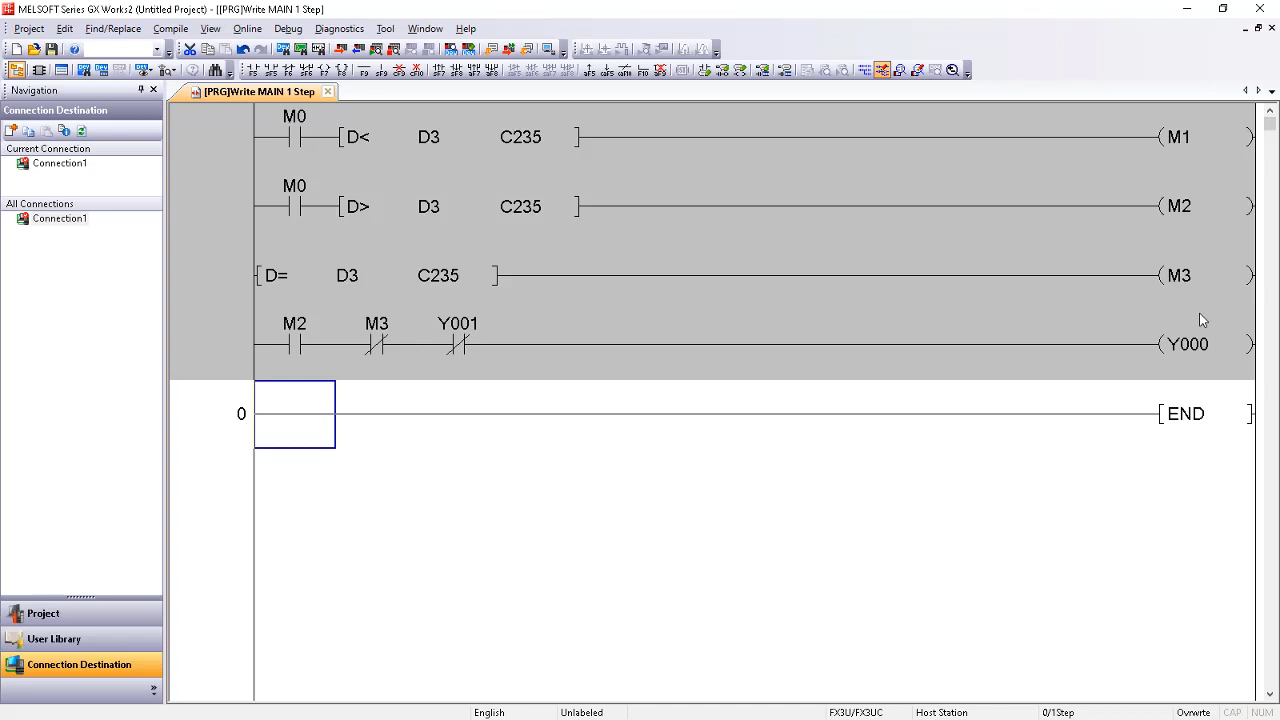 MELSOFT Series GX Works2 (Untitled Project) - [[PRG]Write MAIN 1 Step]
Project Edit Find/Replace Compile View Online Debug Diagnostics Tool Window Help
Navigation
[PRG]Write MAIN 1 Step
Connection Destination
Current Connection
Connection1
All Connections
Connection1
Project
User Library
Connection Destination
M0
[D< D3 C235 ] (M1 )
M0
[D> D3 C235 ] (M2 )
[D= D3 C235 ] (M3 )
M2 M3 Y001
(Y000 )
0 [END ]
English Unlabeled FX3U/FX3UC Host Station 0/1Step Ovrwrte CAP NUM